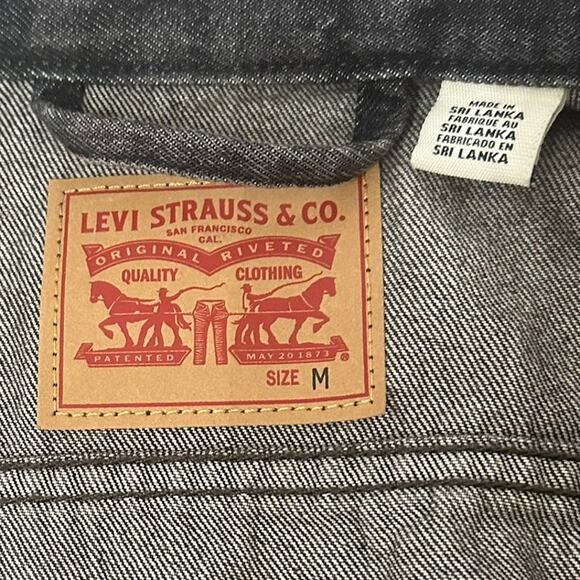 MADE IN
SRI LANKA
FABRIQUE AU
SRI LANKA
FABRICADO EN
SRI LANKA
LEVI STRAUSS & CO.
SAN FRANCISCO
CAL.
ORIGINAL RIVETED
QUALITY CLOTHING
PATENTED MAY 20 1873 ®
SIZE M